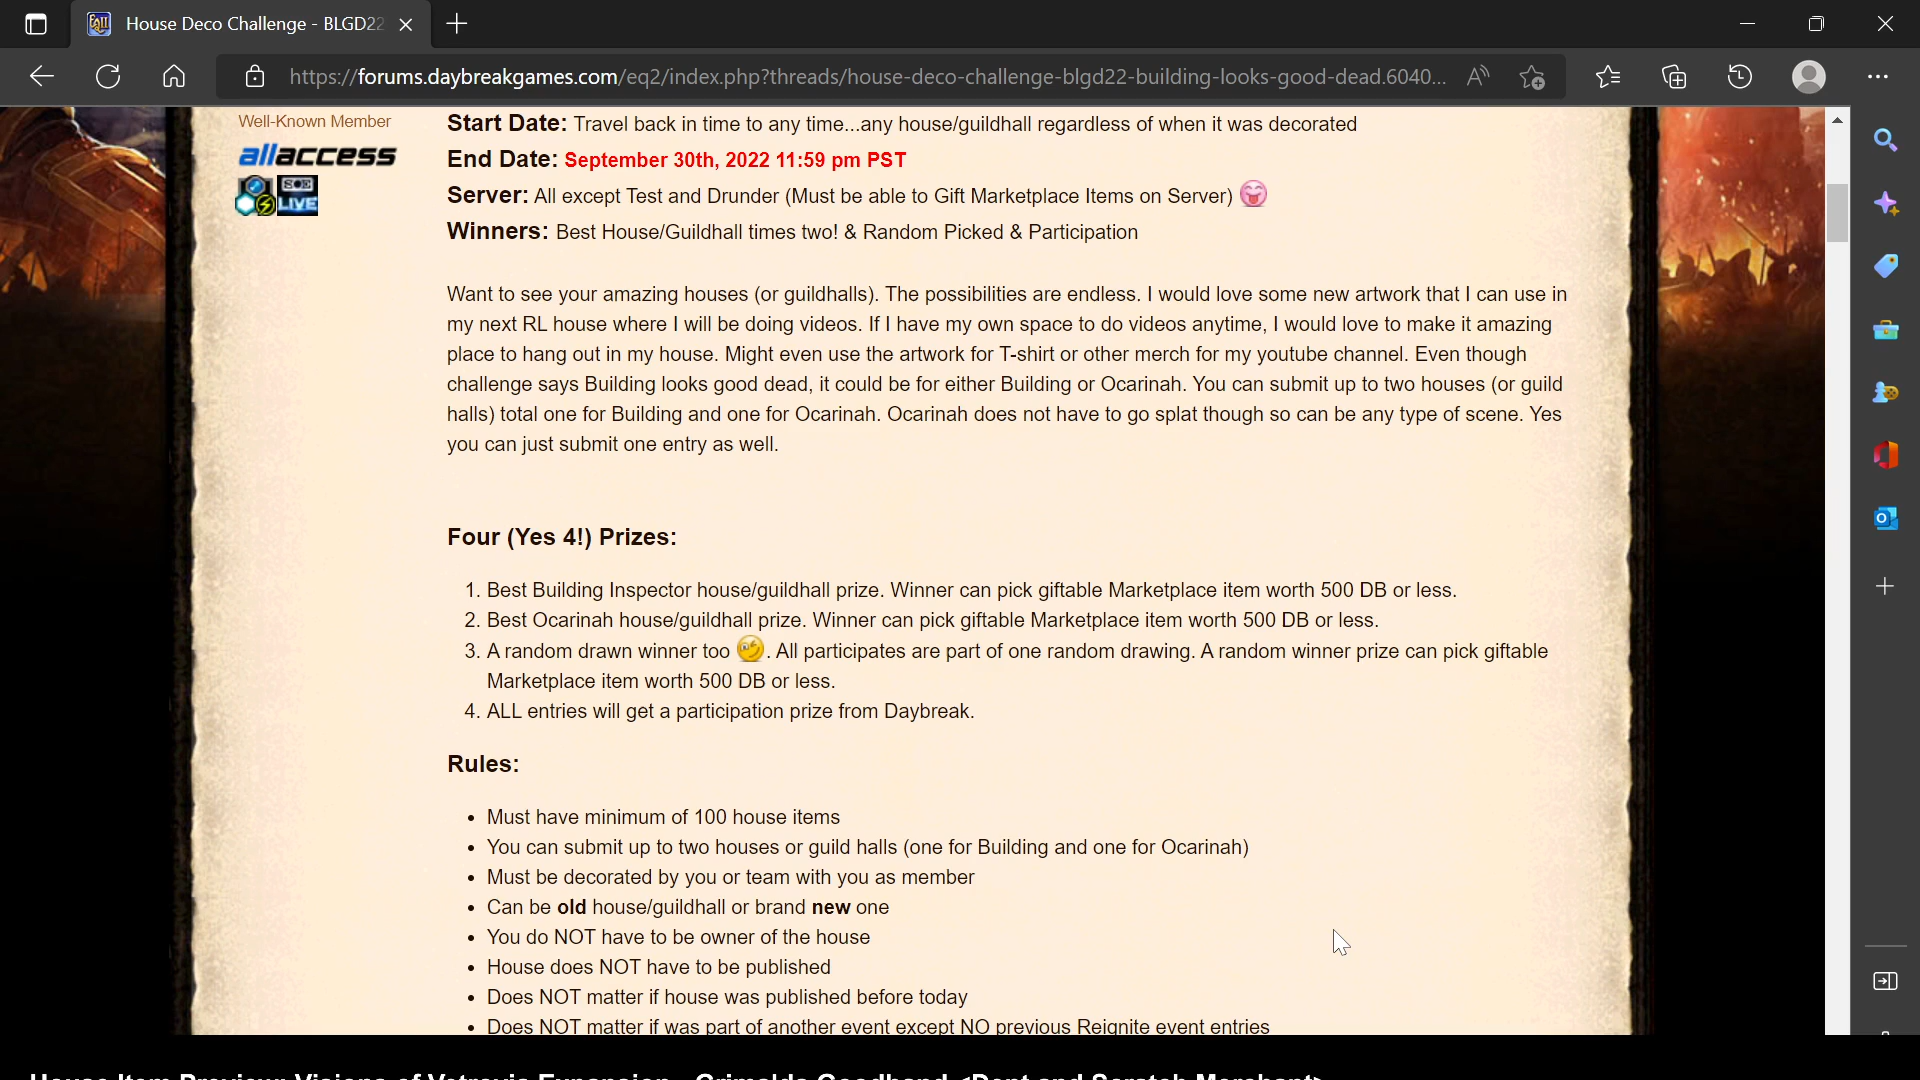 House Deco Challenge - BLGD22
https://forums.daybreakgames.com/eq2/index.php?threads/house-deco-challenge-blgd22-building-looks-good-dead.6040...
Well-Known Member
allaccess
SOE
LIVE
Start Date: Travel back in time to any time...any house/guildhall regardless of when it was decorated
End Date: September 30th, 2022 11:59 pm PST
Server: All except Test and Drunder (Must be able to Gift Marketplace Items on Server)
Winners: Best House/Guildhall times two! & Random Picked & Participation
Want to see your amazing houses (or guildhalls). The possibilities are endless. I would love some new artwork that I can use in
my next RL house where I will be doing videos. If I have my own space to do videos anytime, I would love to make it amazing
place to hang out in my house. Might even use the artwork for T-shirt or other merch for my youtube channel. Even though
challenge says Building looks good dead, it could be for either Building or Ocarinah. You can submit up to two houses (or guild
halls) total one for Building and one for Ocarinah. Ocarinah does not have to go splat though so can be any type of scene. Yes
you can just submit one entry as well.
Four (Yes 4!) Prizes:
1. Best Building Inspector house/guildhall prize. Winner can pick giftable Marketplace item worth 500 DB or less.
2. Best Ocarinah house/guildhall prize. Winner can pick giftable Marketplace item worth 500 DB or less.
3. A random drawn winner too . All participates are part of one random drawing. A random winner prize can pick giftable
Marketplace item worth 500 DB or less.
4. ALL entries will get a participation prize from Daybreak.
Rules:
• Must have minimum of 100 house items
• You can submit up to two houses or guild halls (one for Building and one for Ocarinah)
• Must be decorated by you or team with you as member
• Can be old house/guildhall or brand new one
• You do NOT have to be owner of the house
• House does NOT have to be published
• Does NOT matter if house was published before today
• Does NOT matter if was part of another event except NO previous Reignite event entries